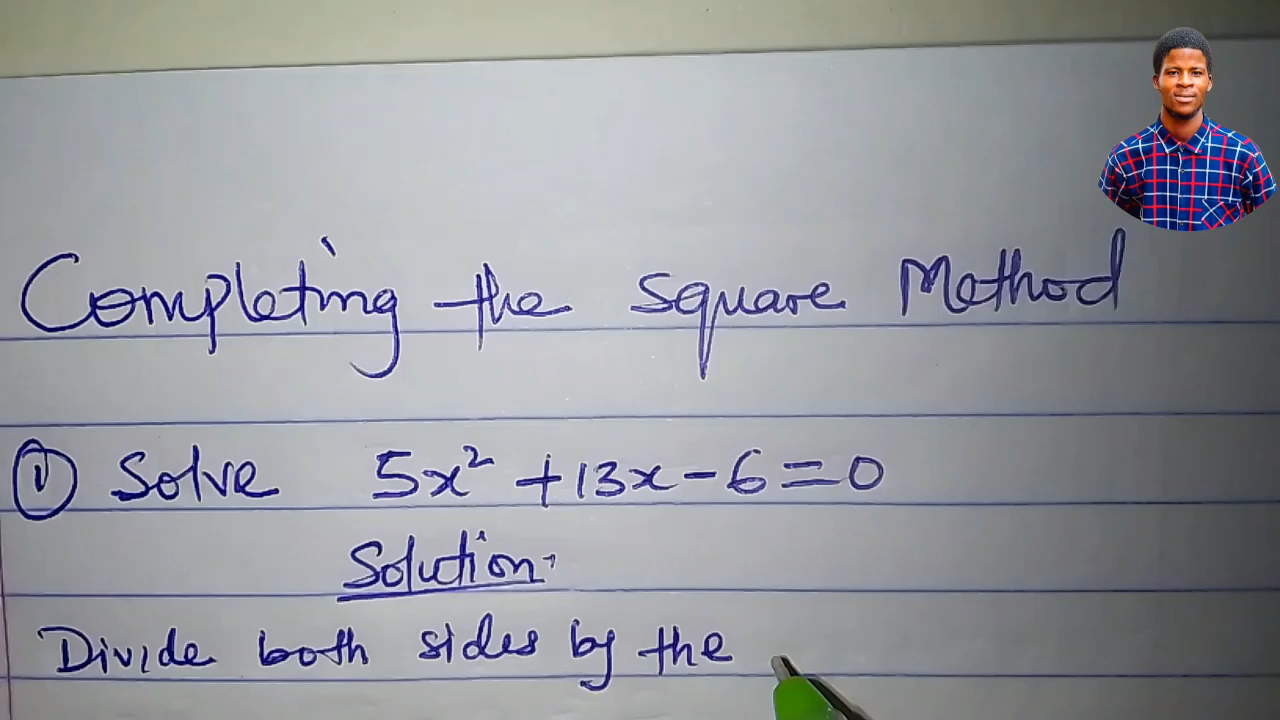 Completing the square Method
① Solve 5x² + 13x - 6 = 0
Solution.
Divide both sides by the